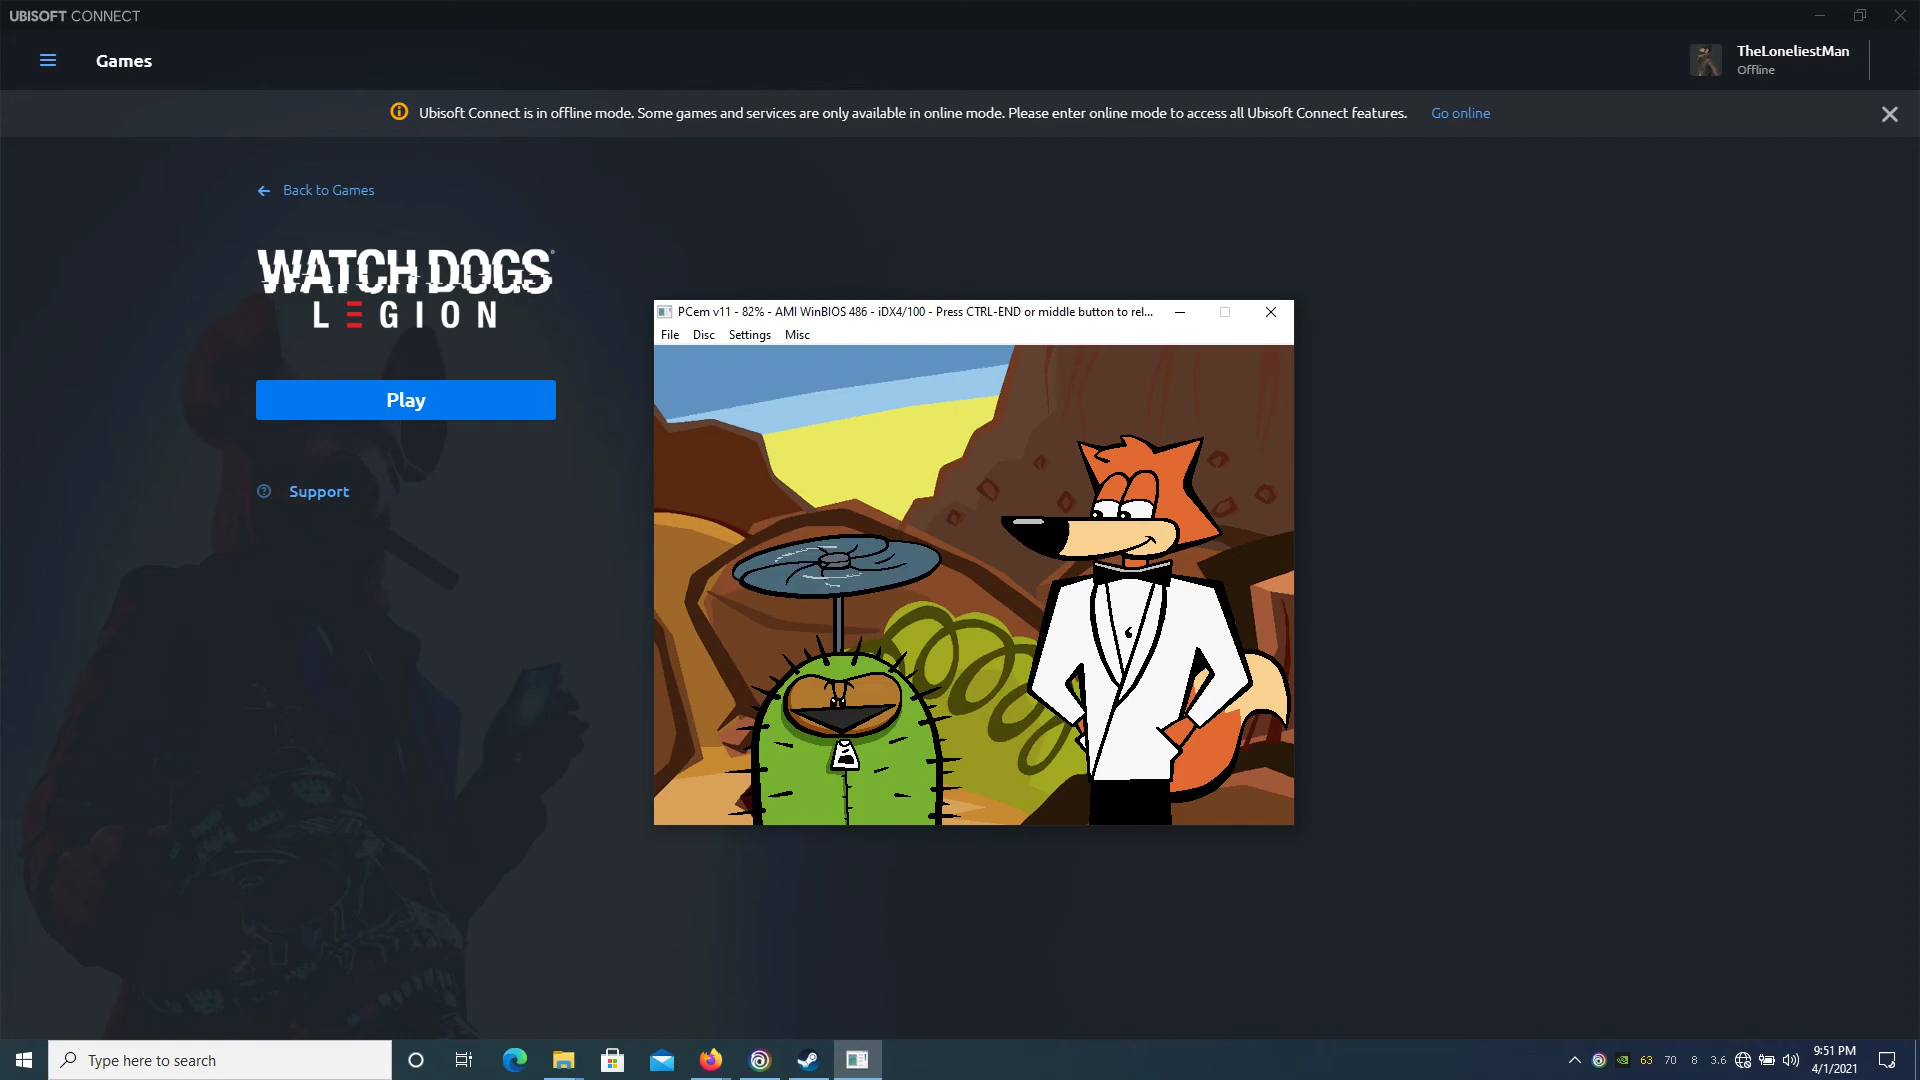 UBISOFT CONNECT
Games
TheLoneliestMan
Offline
Ubisoft Connect is in offline mode. Some games and services are only available in online mode. Please enter online mode to access all Ubisoft Connect features. Go online
Back to Games
WATCH DOGS
LEGION
Play
Support
PCem v11 - 82% - AMI WinBIOS 486 - iDX4/100 - Press CTRL-END or middle button to rel...
File Disc Settings Misc
Type here to search
63 70 8 3.6
9:51 PM
4/1/2021